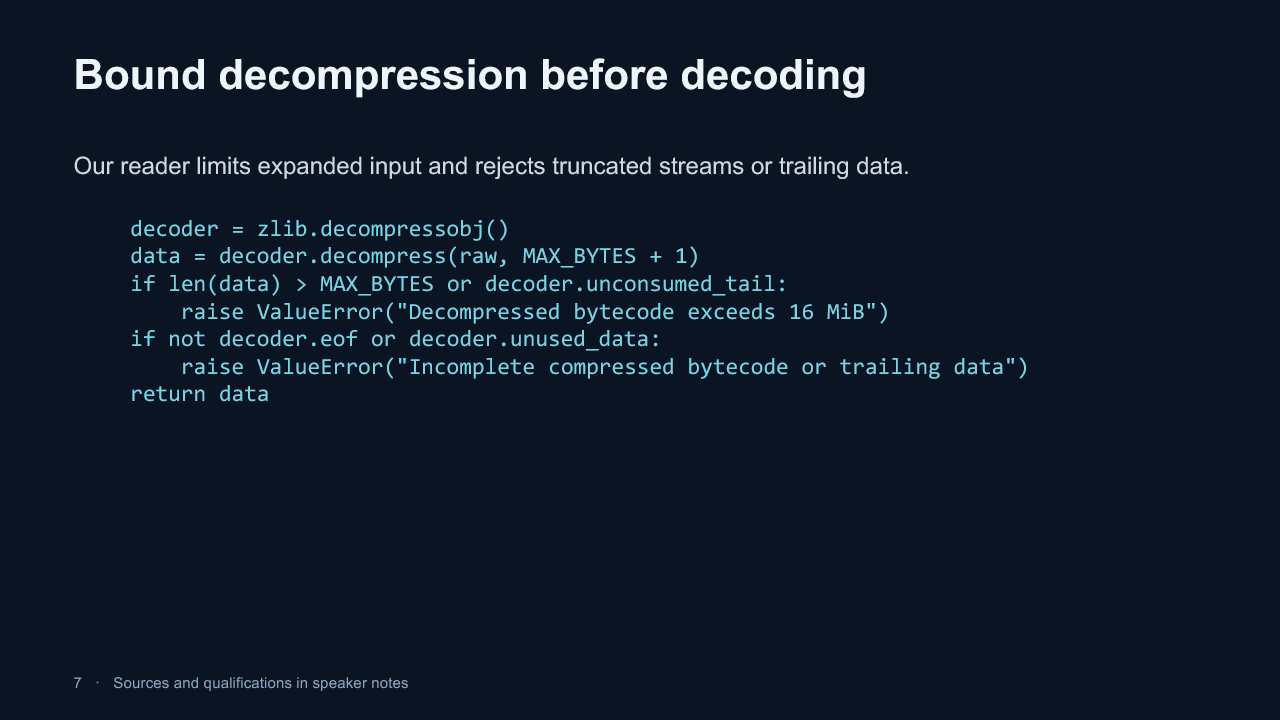 Bound decompression before decoding
Our reader limits expanded input and rejects truncated streams or trailing data.
decoder = zlib.decompressobj()
data = decoder.decompress(raw, MAX_BYTES + 1)
if len(data) > MAX_BYTES or decoder.unconsumed_tail:
    raise ValueError("Decompressed bytecode exceeds 16 MiB")
if not decoder.eof or decoder.unused_data:
    raise ValueError("Incomplete compressed bytecode or trailing data")
return data
7 · Sources and qualifications in speaker notes